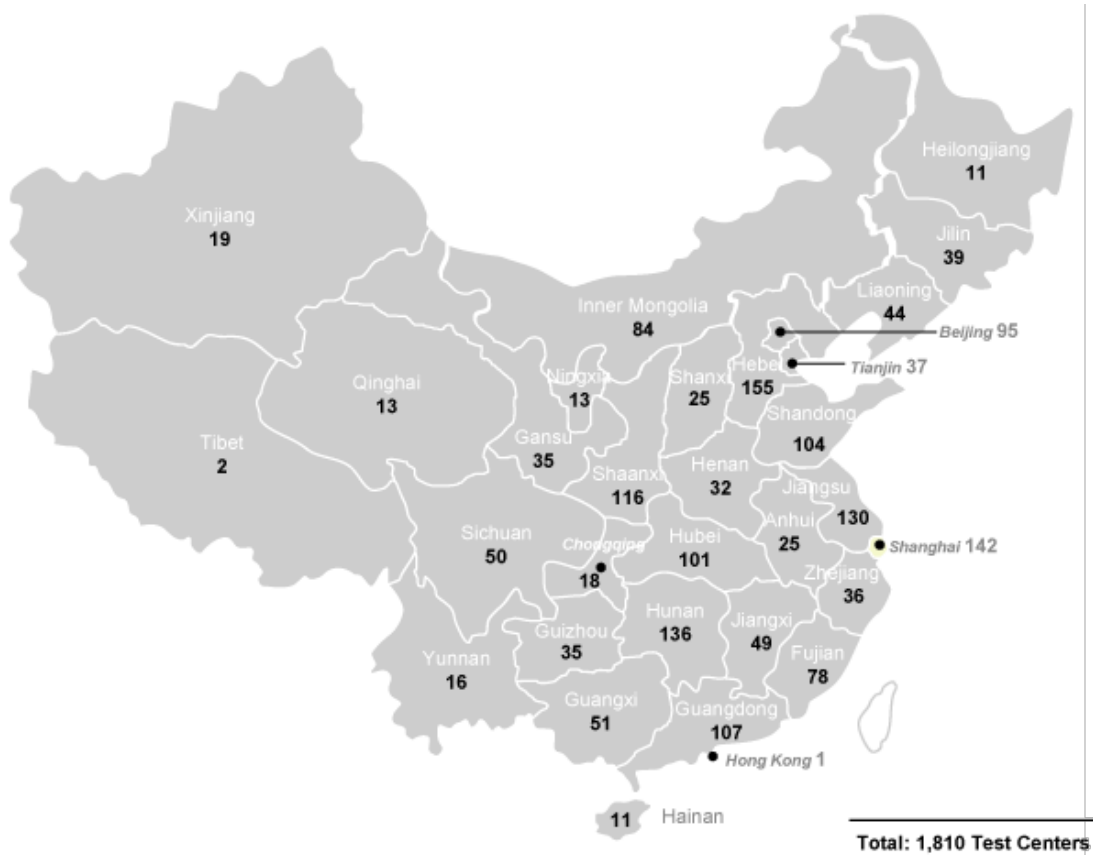 Heilongjiang
11
Xinjiang
19
Jilin
39
Liaoning
44
Inner Mongolia
84
Beijing 95
Tianjin 37
Hebei
155
Shanxi
25
Ningxia
13
Qinghai
13
Shandong
104
Gansu
35
Tibet
2
Henan
32
Shaanxi
116
Jiangsu
130
Anhui
25
Sichuan
50
Chongqing
18
Hubei
101
Shanghai 142
Zhejiang
36
Hunan
136
Jiangxi
49
Guizhou
35
Fujian
78
Yunnan
16
Guangxi
51
Guangdong
107
Hong Kong 1
11 Hainan
Total: 1,810 Test Centers